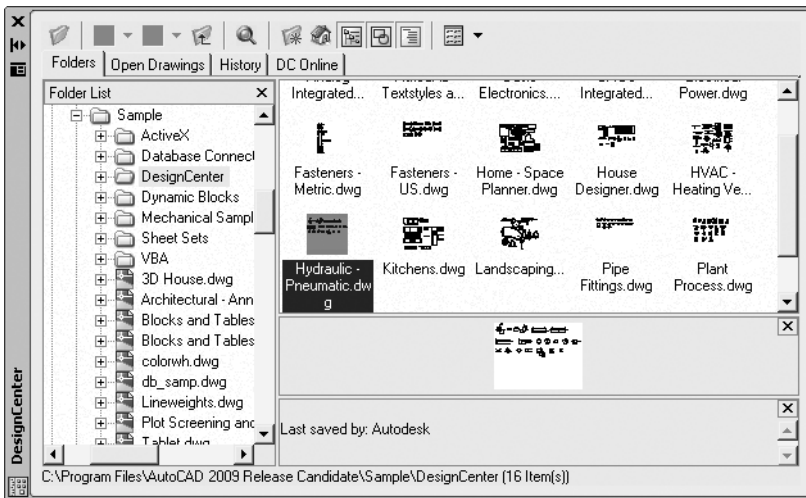 Folders
Open Drawings
History
DC Online
Folder List
Sample
ActiveX
Database Connect
DesignCenter
Dynamic Blocks
Mechanical Sampl
Sheet Sets
VBA
3D House.dwg
Architectural - Ann
Blocks and Tables
Blocks and Tables
colorwh.dwg
db_samp.dwg
Lineweights.dwg
Plot Screening and
Tablet.dwg
Integrated... Textstyles a... Electronics.... Integrated... Power.dwg
Fasteners - Fasteners - Home - Space House HVAC -
Metric.dwg US.dwg Planner.dwg Designer.dwg Heating Ve...
Hydraulic - Kitchens.dwg Landscaping... Pipe Plant
Pneumatic.dw Fittings.dwg Process.dwg
g
Last saved by: Autodesk
DesignCenter
C:\Program Files\AutoCAD 2009 Release Candidate\Sample\DesignCenter (16 Item(s))